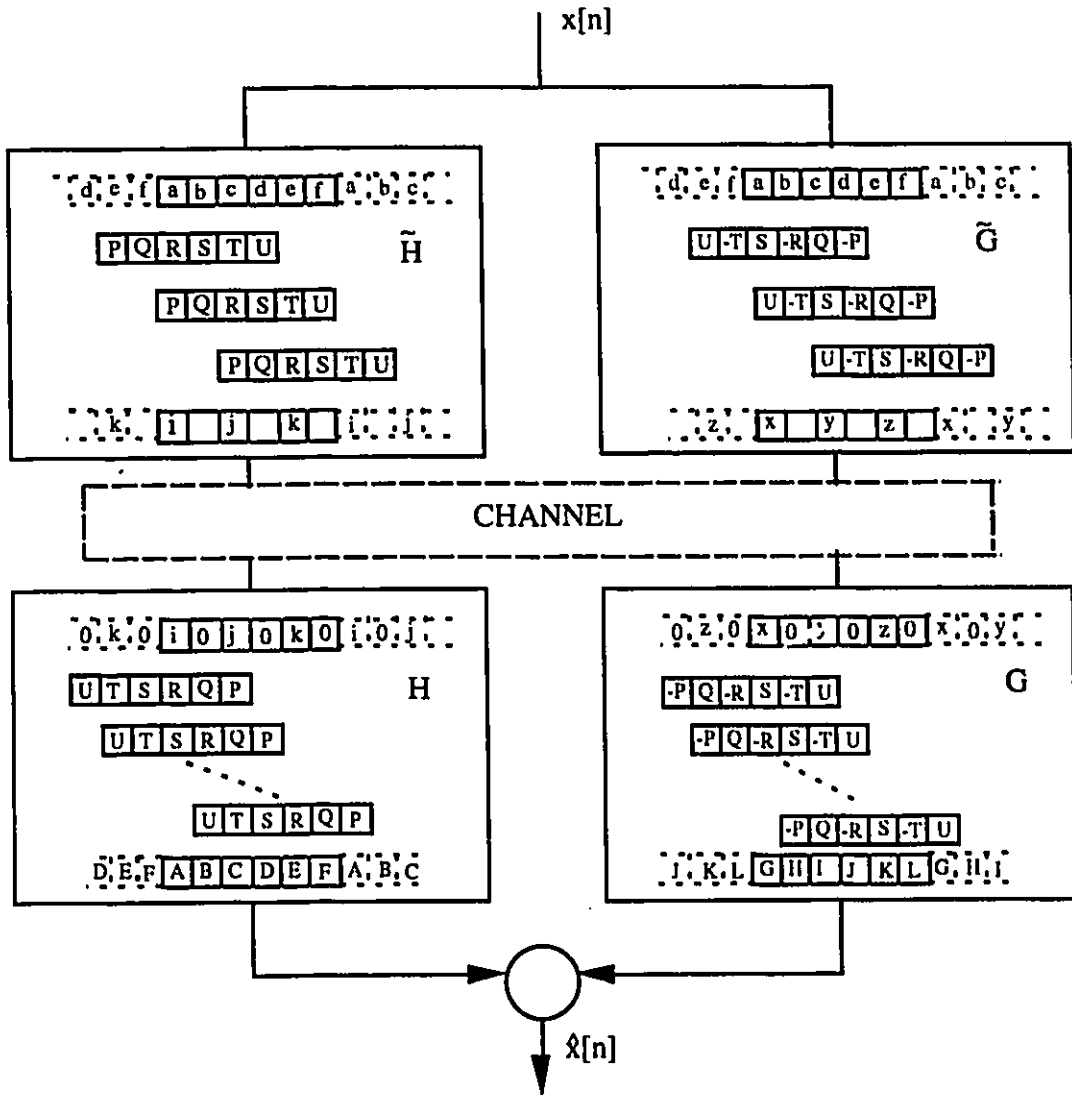 x[n]
d e f a b c d e f a b c
d e f a b c d e f a b c
P Q R S T U
H̃
U -T S -R Q -P
G̃
P Q R S T U
U -T S -R Q -P
P Q R S T U
U -T S -R Q -P
k i j k i j
z x y z x y
CHANNEL
0 k 0 i 0 j 0 k 0 i 0 j
0 z 0 x 0 0 z 0 x 0 y
U T S R Q P
H
-P Q -R S -T U
G
U T S R Q P
-P Q -R S -T U
U T S R Q P
-P Q -R S -T U
D E F A B C D E F A B C
J K L G H I J K L G H I
x̂[n]